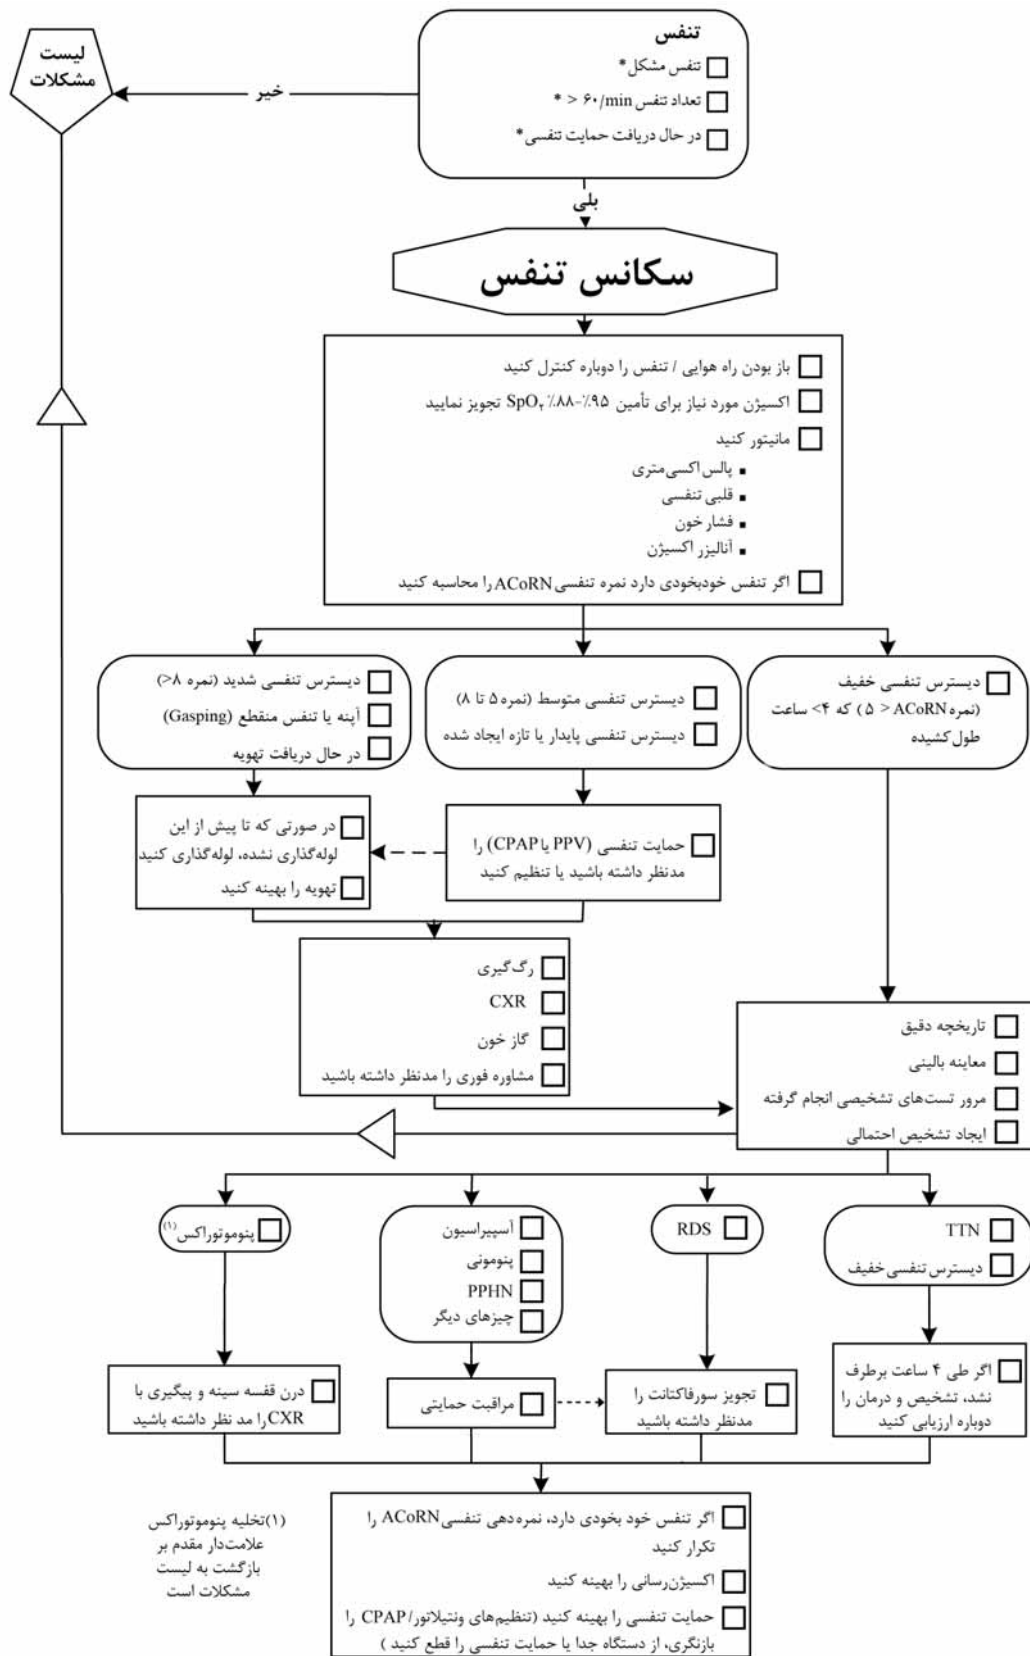 تنفس
تنفس مشکل*
تعداد تنفس ۶۰/min < *
در حال دریافت حمایت تنفسی*
لیست
مشکلات
خیر
بلی
سکانس تنفس
باز بودن راه هوایی / تنفس را دوباره کنترل کنید
اکسیژن مورد نیاز برای تأمین SpO₂ ٪۸۸-٪۹۵ تجویز نمایید
مانیتور کنید
▪ پالس اکسی‌متری
▪ قلبی تنفسی
▪ فشار خون
▪ آنالیزر اکسیژن
اگر تنفس خودبخودی دارد نمره تنفسی ACoRN را محاسبه کنید
دیسترس تنفسی خفیف
(نمره ACoRN < ۵) که ۴> ساعت
طول کشیده
دیسترس تنفسی متوسط (نمره ۵ تا ۸)
دیسترس تنفسی پایدار یا تازه ایجاد شده
دیسترس تنفسی شدید (نمره ۸<)
آپنه یا تنفس منقطع (Gasping)
در حال دریافت تهویه
حمایت تنفسی (PPV یا CPAP) را
مدنظر داشته باشید یا تنظیم کنید
در صورتی که تا پیش از این
لوله‌گذاری نشده، لوله‌گذاری کنید
تهویه را بهینه کنید
رگ‌گیری
CXR
گاز خون
مشاوره فوری را مدنظر داشته باشید
تاریخچه دقیق
معاینه بالینی
مرور تست‌های تشخیصی انجام گرفته
ایجاد تشخیص احتمالی
TTN
دیسترس تنفسی خفیف
RDS
آسپیراسیون
پنومونی
PPHN
چیزهای دیگر
پنوموتوراکس(۱)
اگر طی ۴ ساعت برطرف
نشد، تشخیص و درمان را
دوباره ارزیابی کنید
تجویز سورفاکتانت را
مدنظر داشته باشید
مراقبت حمایتی
درن قفسه سینه و پیگیری با
CXR را مد نظر داشته باشید
اگر تنفس خود بخودی دارد، نمره‌دهی تنفسی ACoRN را
تکرار کنید
اکسیژن‌رسانی را بهینه کنید
حمایت تنفسی را بهینه کنید (تنظیم‌های ونتیلاتور/CPAP را
بازنگری، از دستگاه جدا یا حمایت تنفسی را قطع کنید )
(۱)تخلیه پنوموتوراکس
علامت‌دار مقدم بر
بازگشت به لیست
مشکلات است